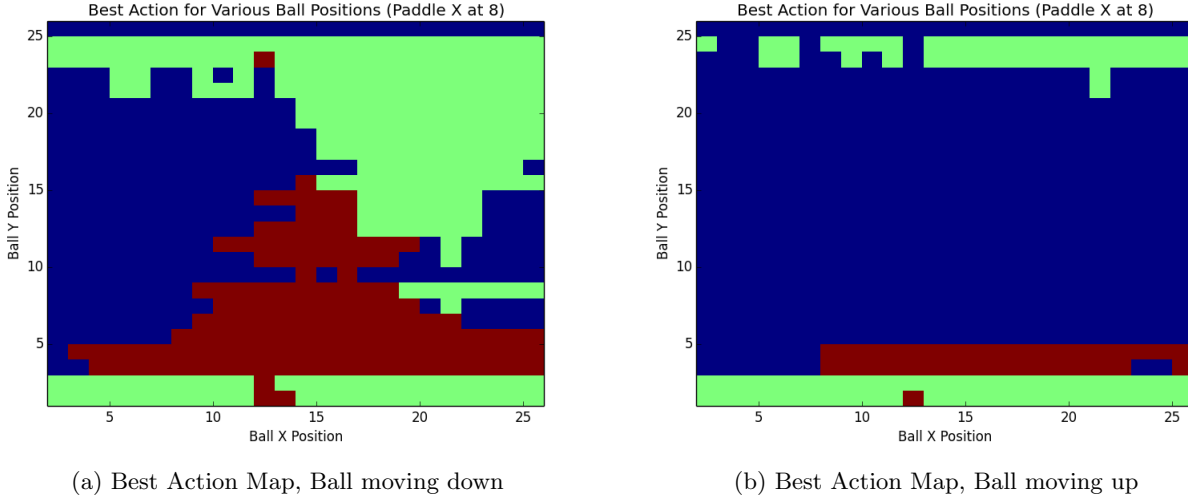 Best Action for Various Ball Positions (Paddle X at 8)
25
20
15
10
5
Ball Y Position
5 10 15 20 25
Ball X Position
(a) Best Action Map, Ball moving down
Best Action for Various Ball Positions (Paddle X at 8)
25
20
15
10
5
Ball Y Position
5 10 15 20 25
Ball X Position
(b) Best Action Map, Ball moving up